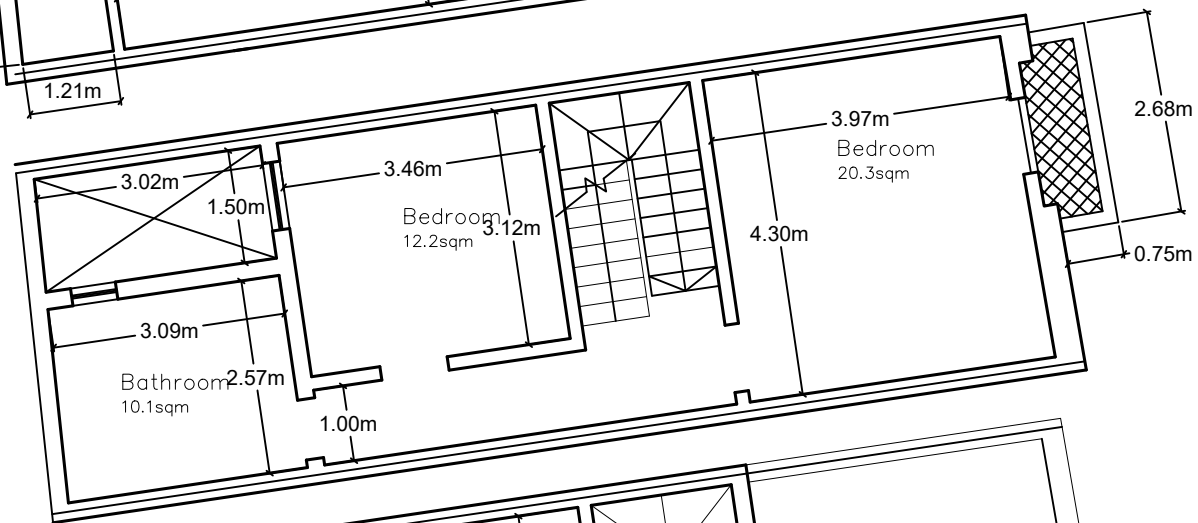 1.21m
2.68m
3.97m
Bedroom
20.3sqm
3.46m
3.02m
1.50m
Bedroom
12.2sqm
3.12m
4.30m
0.75m
3.09m
Bathroom
10.1sqm
2.57m
1.00m